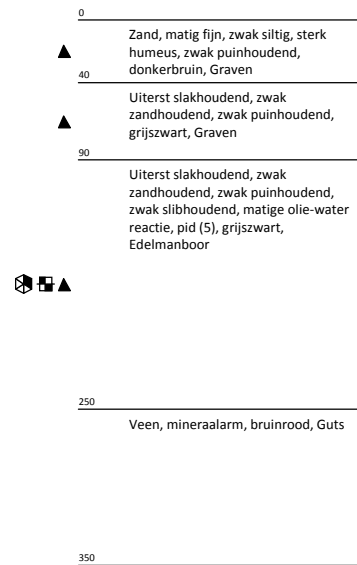 0
Zand, matig fijn, zwak siltig, sterk
humeus, zwak puinhoudend,
donkerbruin, Graven
40
Uiterst slakhoudend, zwak
zandhoudend, zwak puinhoudend,
grijszwart, Graven
90
Uiterst slakhoudend, zwak
zandhoudend, zwak puinhoudend,
zwak slibhoudend, matige olie-water
reactie, pid (5), grijszwart,
Edelmanboor
250
Veen, mineraalarm, bruinrood, Guts
350